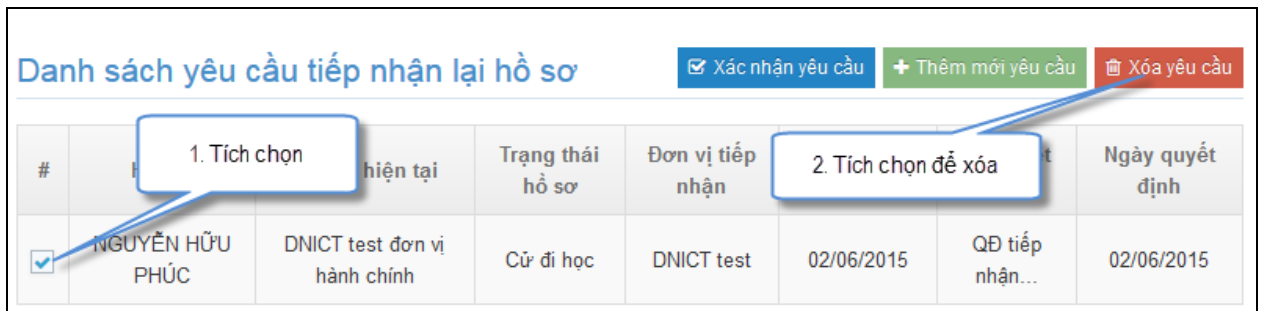 Danh sách yêu cầu tiếp nhận lại hồ sơ
Xác nhận yêu cầu
Thêm mới yêu cầu
Xóa yêu cầu
1. Tích chọn
2. Tích chọn để xóa
#
hiện tại
Trạng thái
hồ sơ
Đơn vị tiếp
nhận
Ngày quyết
định
NGUYỄN HỮU
PHÚC
DNICT test đơn vị
hành chính
Cử đi học
DNICT test
02/06/2015
QĐ tiếp
nhận...
02/06/2015